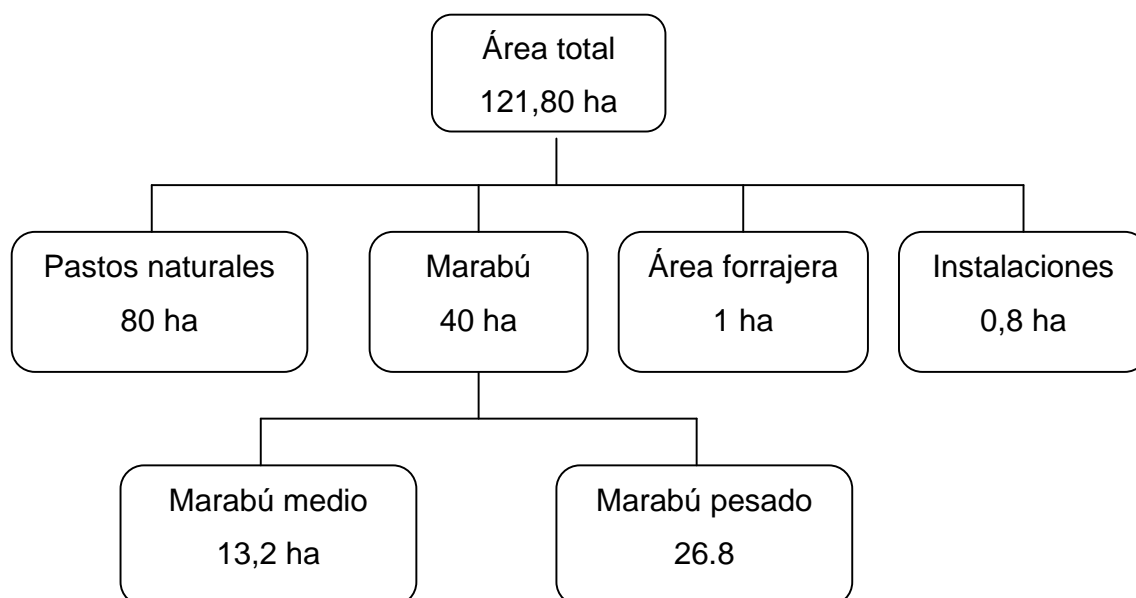 Área total
121,80 ha
Pastos naturales
80 ha
Marabú
40 ha
Área forrajera
1 ha
Instalaciones
0,8 ha
Marabú medio
13,2 ha
Marabú pesado
26.8